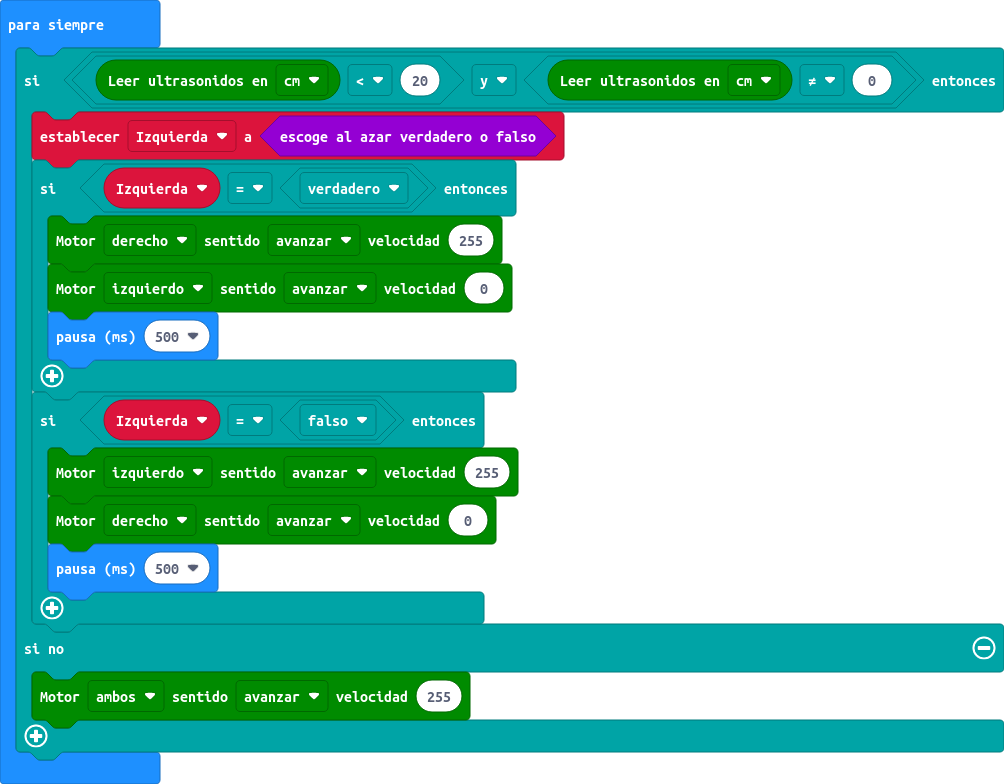 para siempre
si Leer ultrasonidos en cm < 20 y Leer ultrasonidos en cm ≠ 0 entonces
establecer Izquierda a escoge al azar verdadero o falso
si Izquierda = verdadero entonces
Motor derecho sentido avanzar velocidad 255
Motor izquierdo sentido avanzar velocidad 0
pausa (ms) 500
si Izquierda = falso entonces
Motor izquierdo sentido avanzar velocidad 255
Motor derecho sentido avanzar velocidad 0
pausa (ms) 500
si no
Motor ambos sentido avanzar velocidad 255